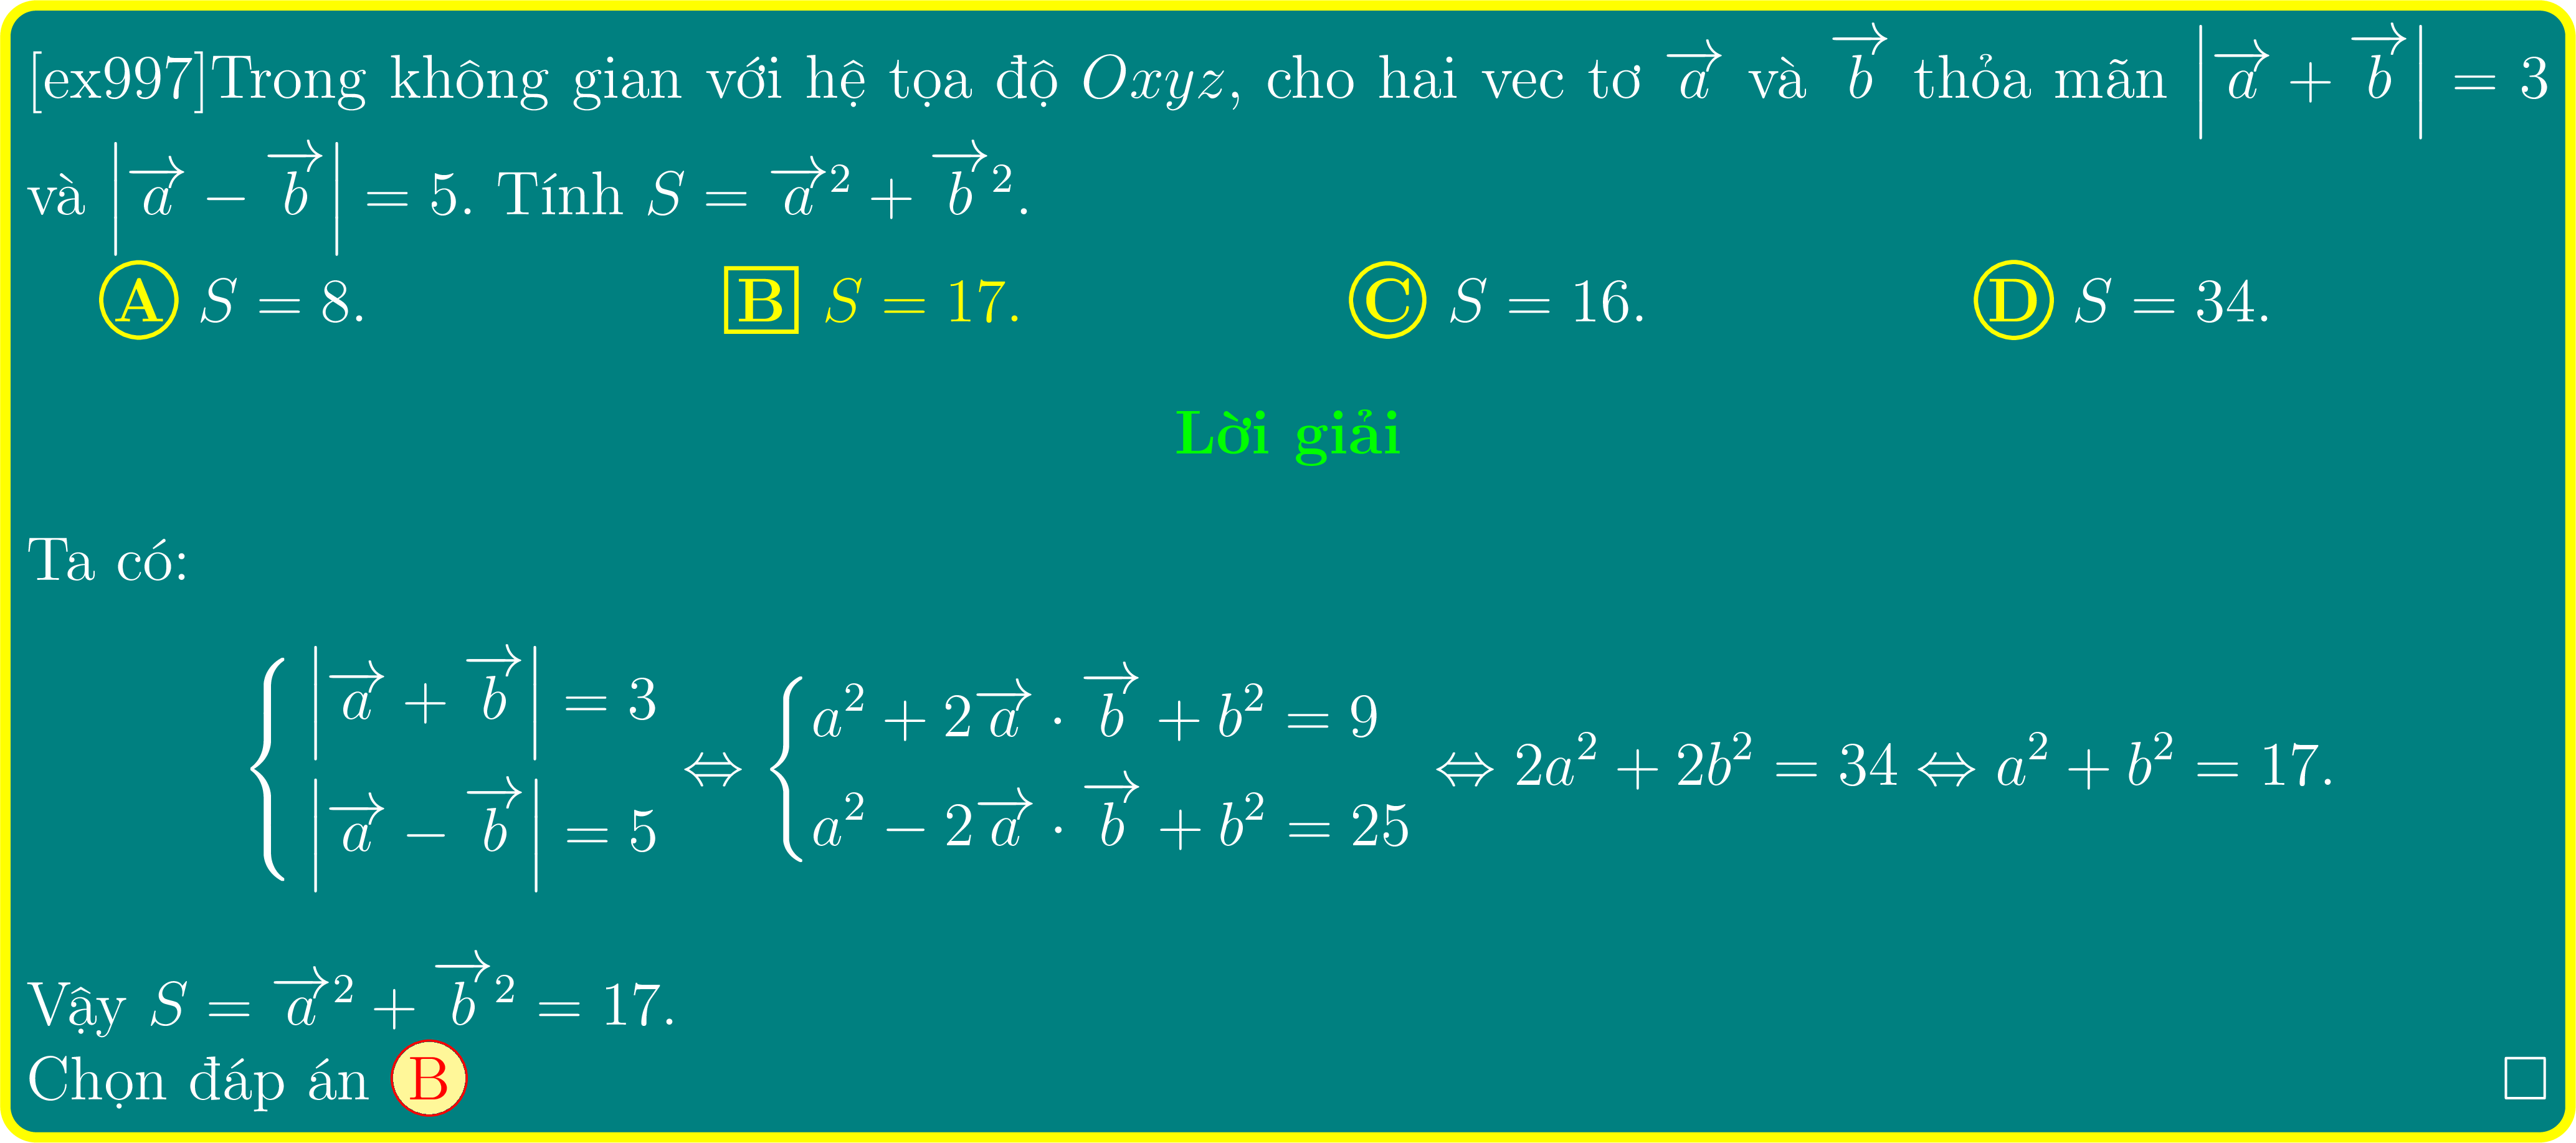 [ex997]Trong không gian với hệ tọa độ $Oxyz$, cho hai vec tơ $\overrightarrow{a}$ và $\overrightarrow{b}$ thỏa mãn $\left|\overrightarrow{a}+\overrightarrow{b}\right|=3$
và $\left|\overrightarrow{a}-\overrightarrow{b}\right|=5$. Tính $S=\overrightarrow{a}^2+\overrightarrow{b}^2$.
A $S=8$. B $S=17$. C $S=16$. D $S=34$.
Lời giải
Ta có:
$\begin{cases}\left|\overrightarrow{a}+\overrightarrow{b}\right|=3\\\left|\overrightarrow{a}-\overrightarrow{b}\right|=5\end{cases}\Leftrightarrow\begin{cases}a^2+2\overrightarrow{a}\cdot\overrightarrow{b}+b^2=9\\a^2-2\overrightarrow{a}\cdot\overrightarrow{b}+b^2=25\end{cases}\Leftrightarrow 2a^2+2b^2=34\Leftrightarrow a^2+b^2=17.$
Vậy $S=\overrightarrow{a}^2+\overrightarrow{b}^2=17$.
Chọn đáp án B □